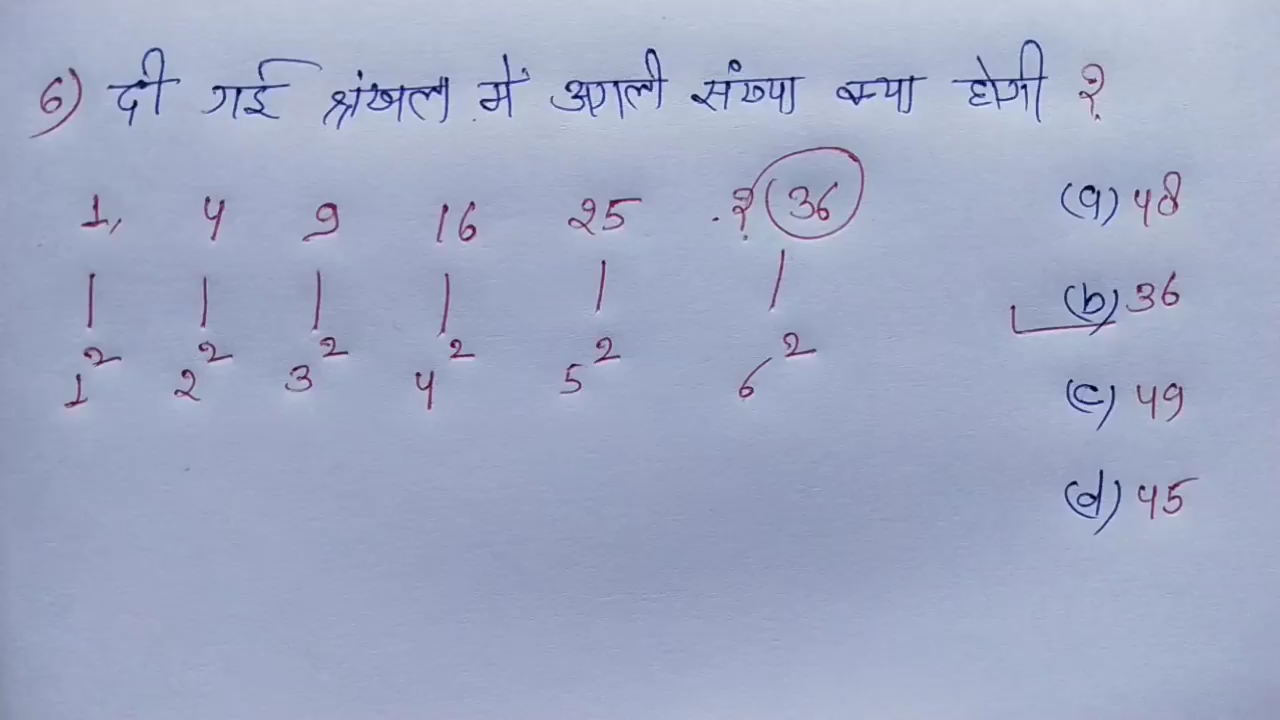 6) दी गई श्रंखल में अगली संख्या क्या होगी ?
1, 4 9 16 25 ? 36
1² 2² 3² 4² 5² 6²
(a) 48
(b) 36
(c) 49
(d) 45